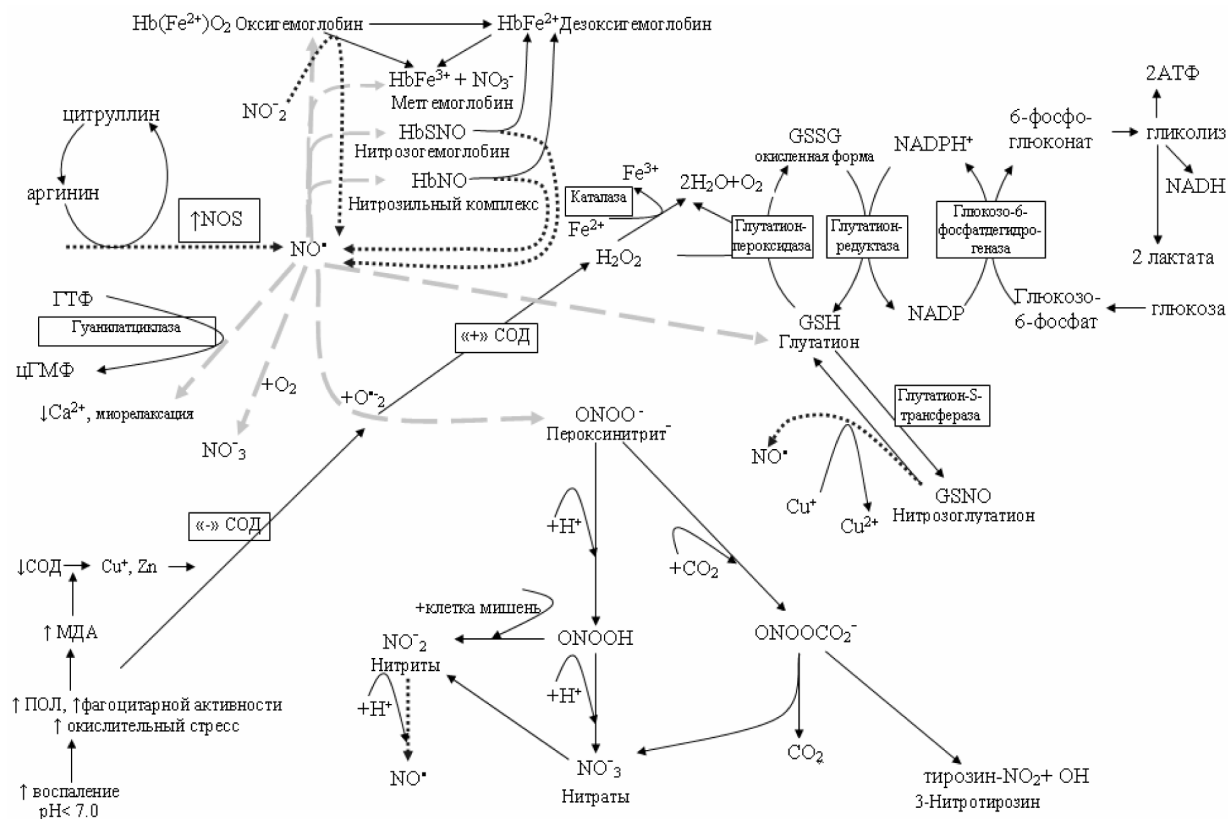 Hb(Fe²⁺)O₂ Оксигемоглобин
HbFe²⁺ Дезоксигемоглобин
HbFe³⁺ + NO₃⁻
Метгемоглобин
NO⁻₂
HbSNO
Нитрозогемоглобин
HbNO
Нитрозильный комплекс
цитруллин
аргинин
↑NOS
NO•
ГТФ
Гуанилатциклаза
цГМФ
↓Ca²⁺, миорелаксация
+O₂
NO⁻₃
+O•⁻₂
«+» СОД
«-» СОД
Fe³⁺
Каталаза
Fe²⁺
H₂O₂
2H₂O+O₂
GSSG
окисленная форма
Глутатион-
пероксидаза
Глутатион-
редуктаза
GSH
Глутатион
NADPH⁺
NADP
Глюкозо-6-
фосфатдегидро-
геназа
6-фосфо-
глюконат
Глюкозо-
6-фосфат
2АТФ
гликолиз
NADH
2 лактата
глюкоза
Глутатион-S-
трансфераза
NO•
Cu⁺
Cu²⁺
GSNO
Нитрозоглутатион
ONOO⁻
Пероксинитрит⁻
+H⁺
+CO₂
+клетка мишень
ONOOH
ONOOCO₂⁻
NO⁻₂
Нитриты
+H⁺
NO•
+H⁺
NO⁻₃
Нитраты
CO₂
тирозин-NO₂+ OH
3-Нитротирозин
↓СОД
Cu⁺, Zn
↑ МДА
↑ ПОЛ, ↑фагоцитарной активности
↑ окислительный стресс
↑ воспаление
pH< 7.0